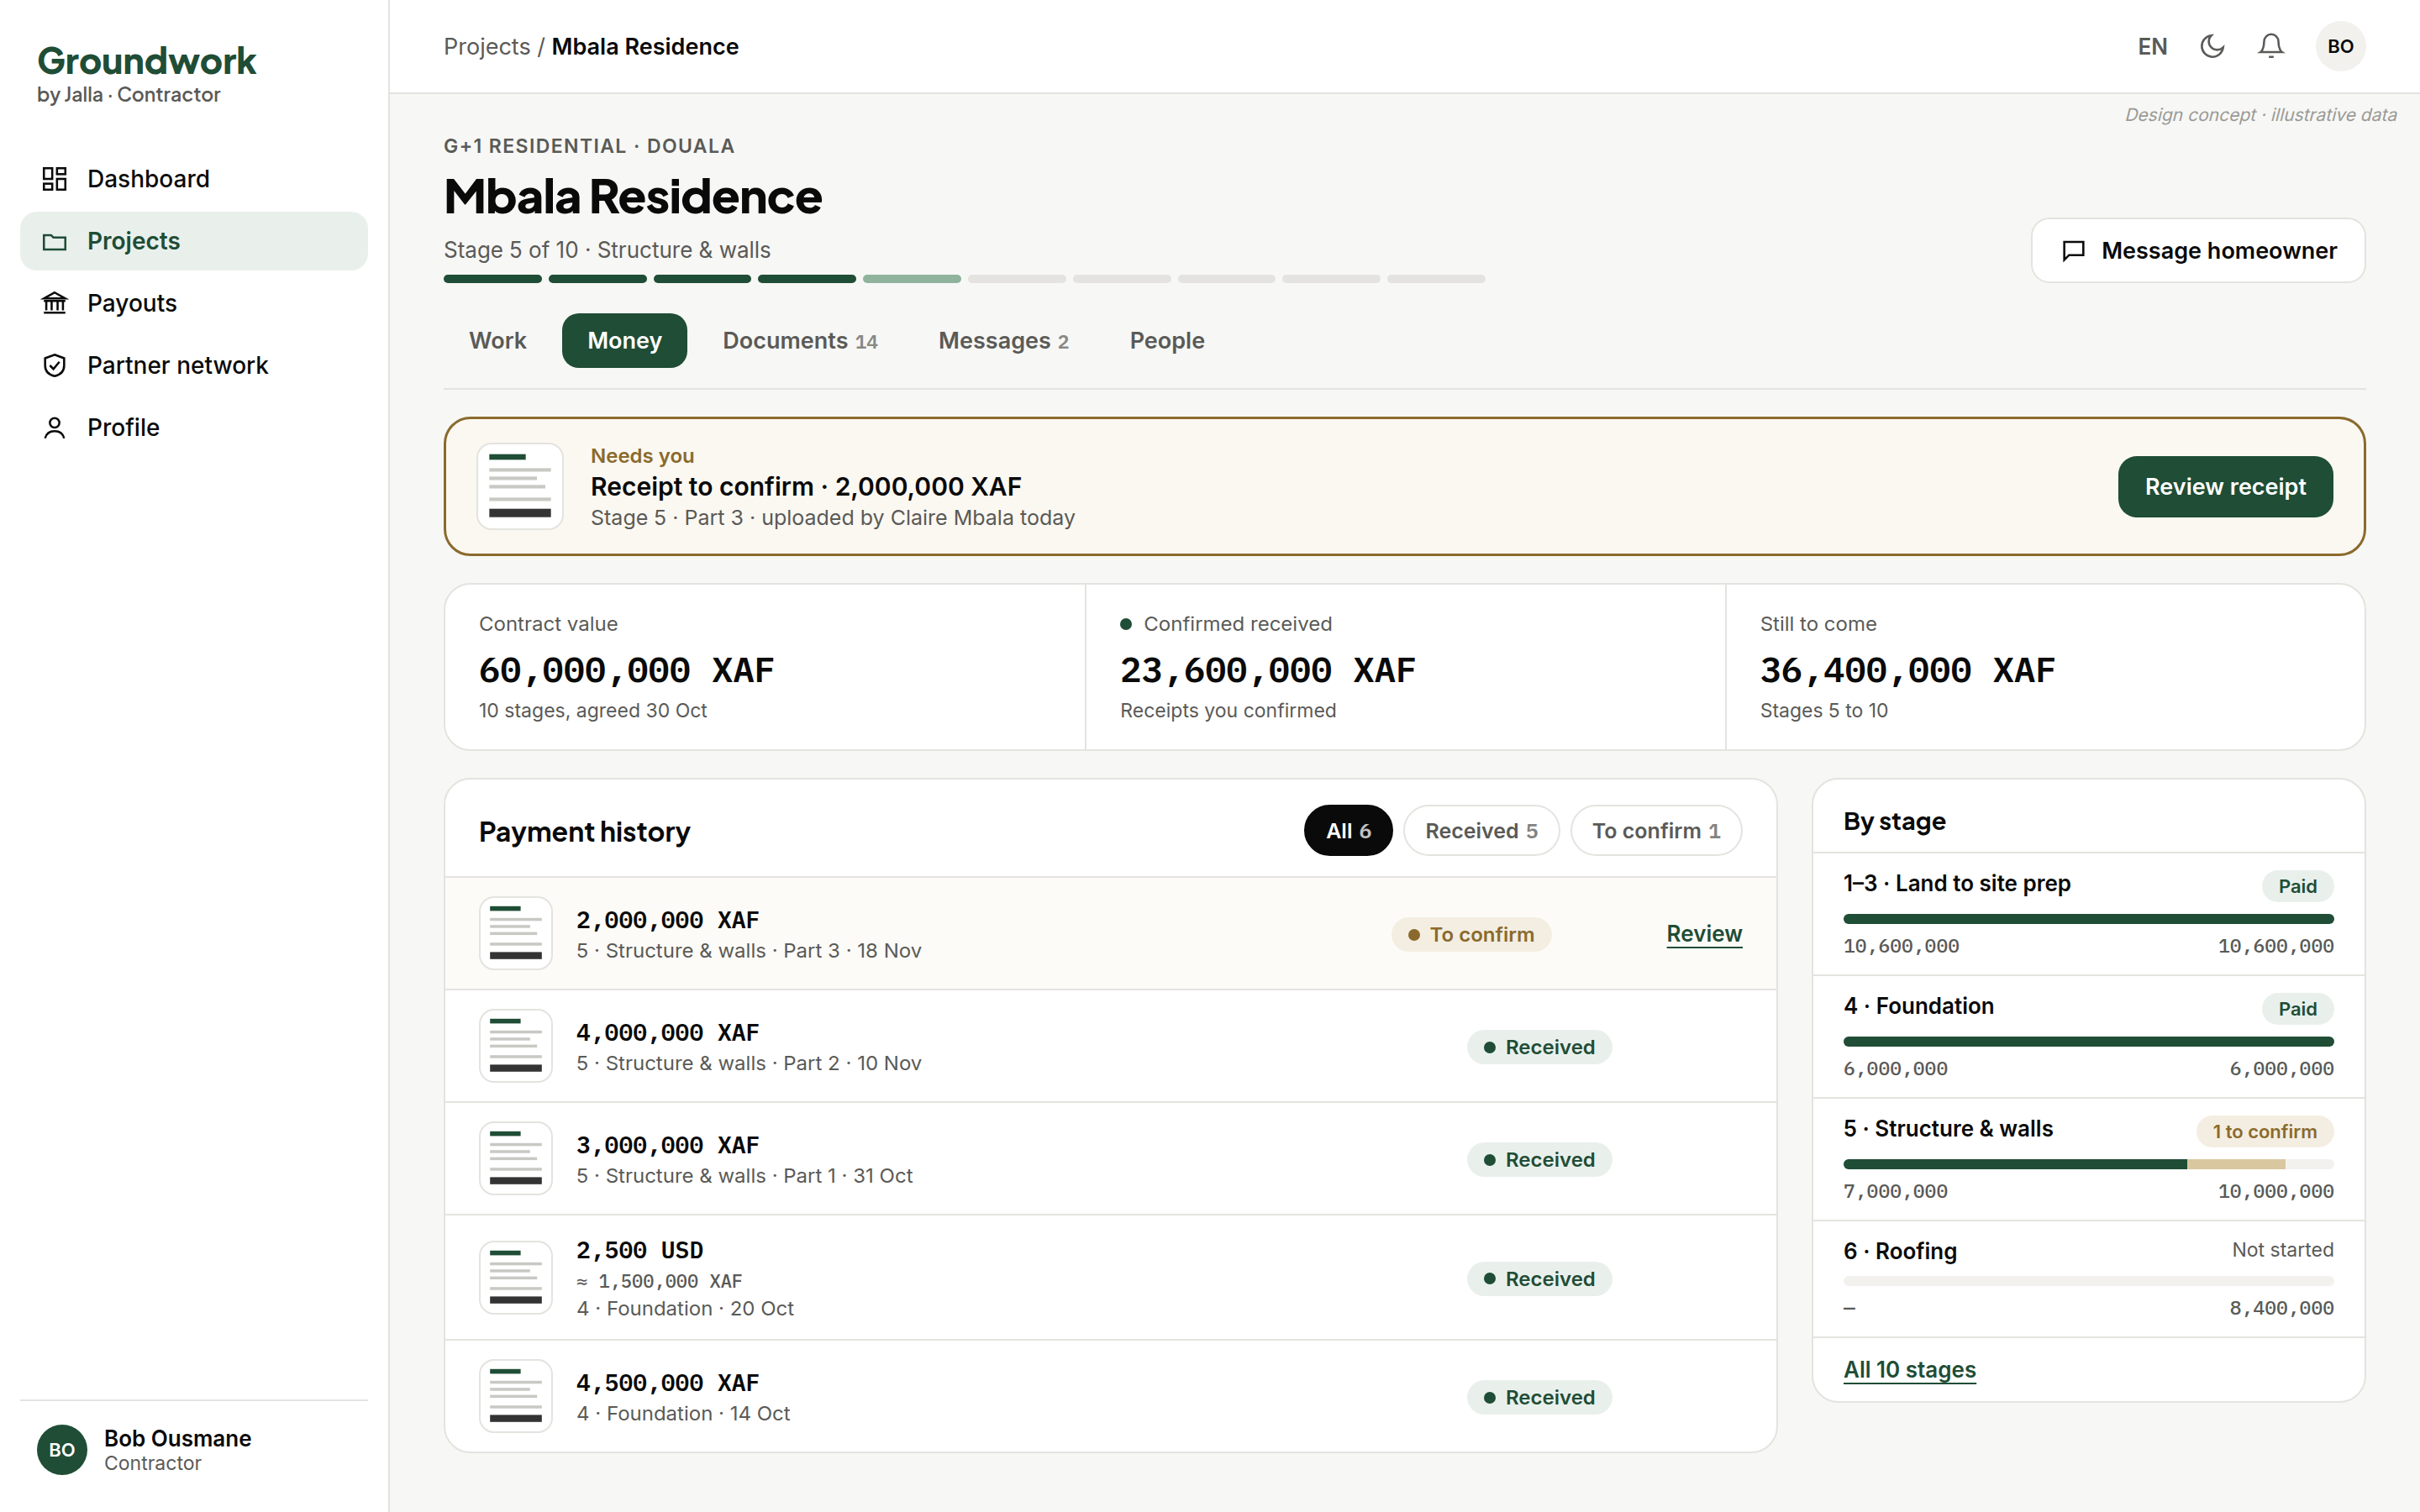 Groundwork
by Jalla · Contractor
Dashboard
Projects
Payouts
Partner network
Profile
BO
Bob Ousmane
Contractor
Projects / Mbala Residence
EN
BO
Design concept · illustrative data
G+1 RESIDENTIAL · DOUALA
Mbala Residence
Stage 5 of 10 · Structure & walls
Message homeowner
Work
Money
Documents 14
Messages 2
People
Needs you
Receipt to confirm · 2,000,000 XAF
Stage 5 · Part 3 · uploaded by Claire Mbala today
Review receipt
Contract value
60,000,000 XAF
10 stages, agreed 30 Oct
Confirmed received
23,600,000 XAF
Receipts you confirmed
Still to come
36,400,000 XAF
Stages 5 to 10
Payment history
All 6
Received 5
To confirm 1
2,000,000 XAF
5 · Structure & walls · Part 3 · 18 Nov
To confirm
Review
4,000,000 XAF
5 · Structure & walls · Part 2 · 10 Nov
Received
3,000,000 XAF
5 · Structure & walls · Part 1 · 31 Oct
Received
2,500 USD
≈ 1,500,000 XAF
4 · Foundation · 20 Oct
Received
4,500,000 XAF
4 · Foundation · 14 Oct
Received
By stage
1–3 · Land to site prep
Paid
10,600,000
10,600,000
4 · Foundation
Paid
6,000,000
6,000,000
5 · Structure & walls
1 to confirm
7,000,000
10,000,000
6 · Roofing
Not started
–
8,400,000
All 10 stages